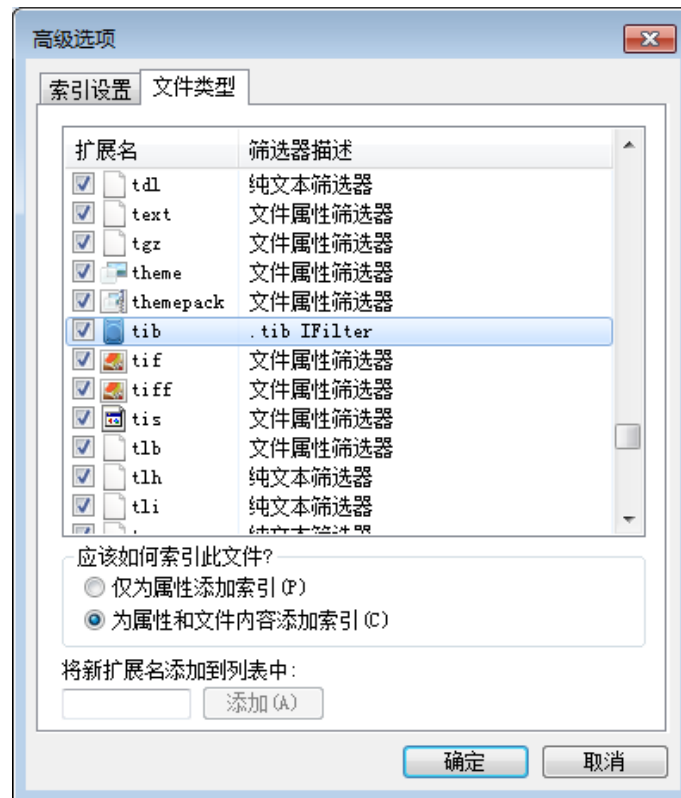 高级选项
索引设置 文件类型
扩展名 筛选器描述
tdl 纯文本筛选器
text 文件属性筛选器
tgz 文件属性筛选器
theme 文件属性筛选器
themepack 文件属性筛选器
tib .tib IFilter
tif 文件属性筛选器
tiff 文件属性筛选器
tis 文件属性筛选器
tlb 文件属性筛选器
tlh 纯文本筛选器
tli 纯文本筛选器
应该如何索引此文件?
仅为属性添加索引(P)
为属性和文件内容添加索引(C)
将新扩展名添加到列表中:
添加(A)
确定 取消